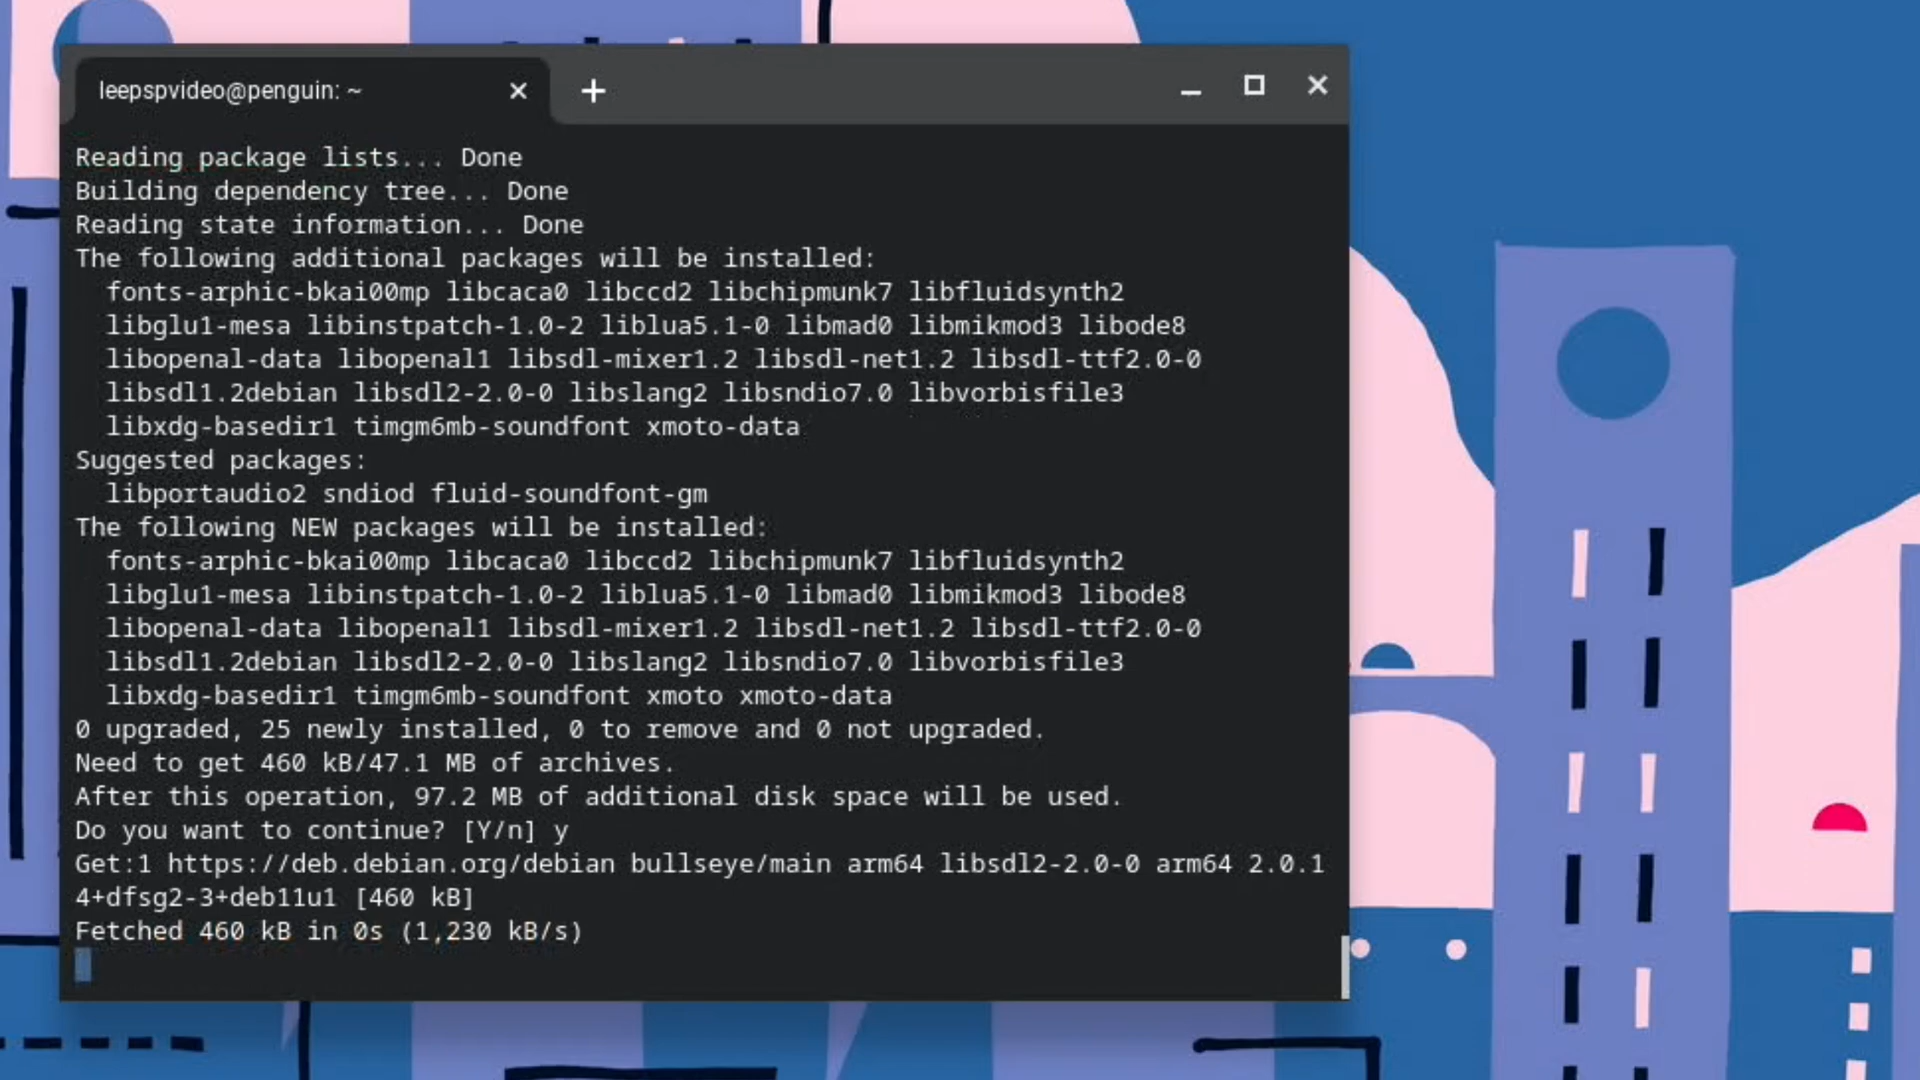 leepspvideo@penguin: ~
Reading package lists... Done
Building dependency tree... Done
Reading state information... Done
The following additional packages will be installed:
fonts-arphic-bkai00mp libcaca0 libccd2 libchipmunk7 libfluidsynth2
libglu1-mesa libinstpatch-1.0-2 liblua5.1-0 libmad0 libmikmod3 libode8
libopenal-data libopenal1 libsdl-mixer1.2 libsdl-net1.2 libsdl-ttf2.0-0
libsdl1.2debian libsdl2-2.0-0 libslang2 libsndio7.0 libvorbisfile3
libxdg-basedir1 timgm6mb-soundfont xmoto-data
Suggested packages:
libportaudio2 sndiod fluid-soundfont-gm
The following NEW packages will be installed:
fonts-arphic-bkai00mp libcaca0 libccd2 libchipmunk7 libfluidsynth2
libglu1-mesa libinstpatch-1.0-2 liblua5.1-0 libmad0 libmikmod3 libode8
libopenal-data libopenal1 libsdl-mixer1.2 libsdl-net1.2 libsdl-ttf2.0-0
libsdl1.2debian libsdl2-2.0-0 libslang2 libsndio7.0 libvorbisfile3
libxdg-basedir1 timgm6mb-soundfont xmoto xmoto-data
0 upgraded, 25 newly installed, 0 to remove and 0 not upgraded.
Need to get 460 kB/47.1 MB of archives.
After this operation, 97.2 MB of additional disk space will be used.
Do you want to continue? [Y/n] y
Get:1 https://deb.debian.org/debian bullseye/main arm64 libsdl2-2.0-0 arm64 2.0.1
4+dfsg2-3+deb11u1 [460 kB]
Fetched 460 kB in 0s (1,230 kB/s)